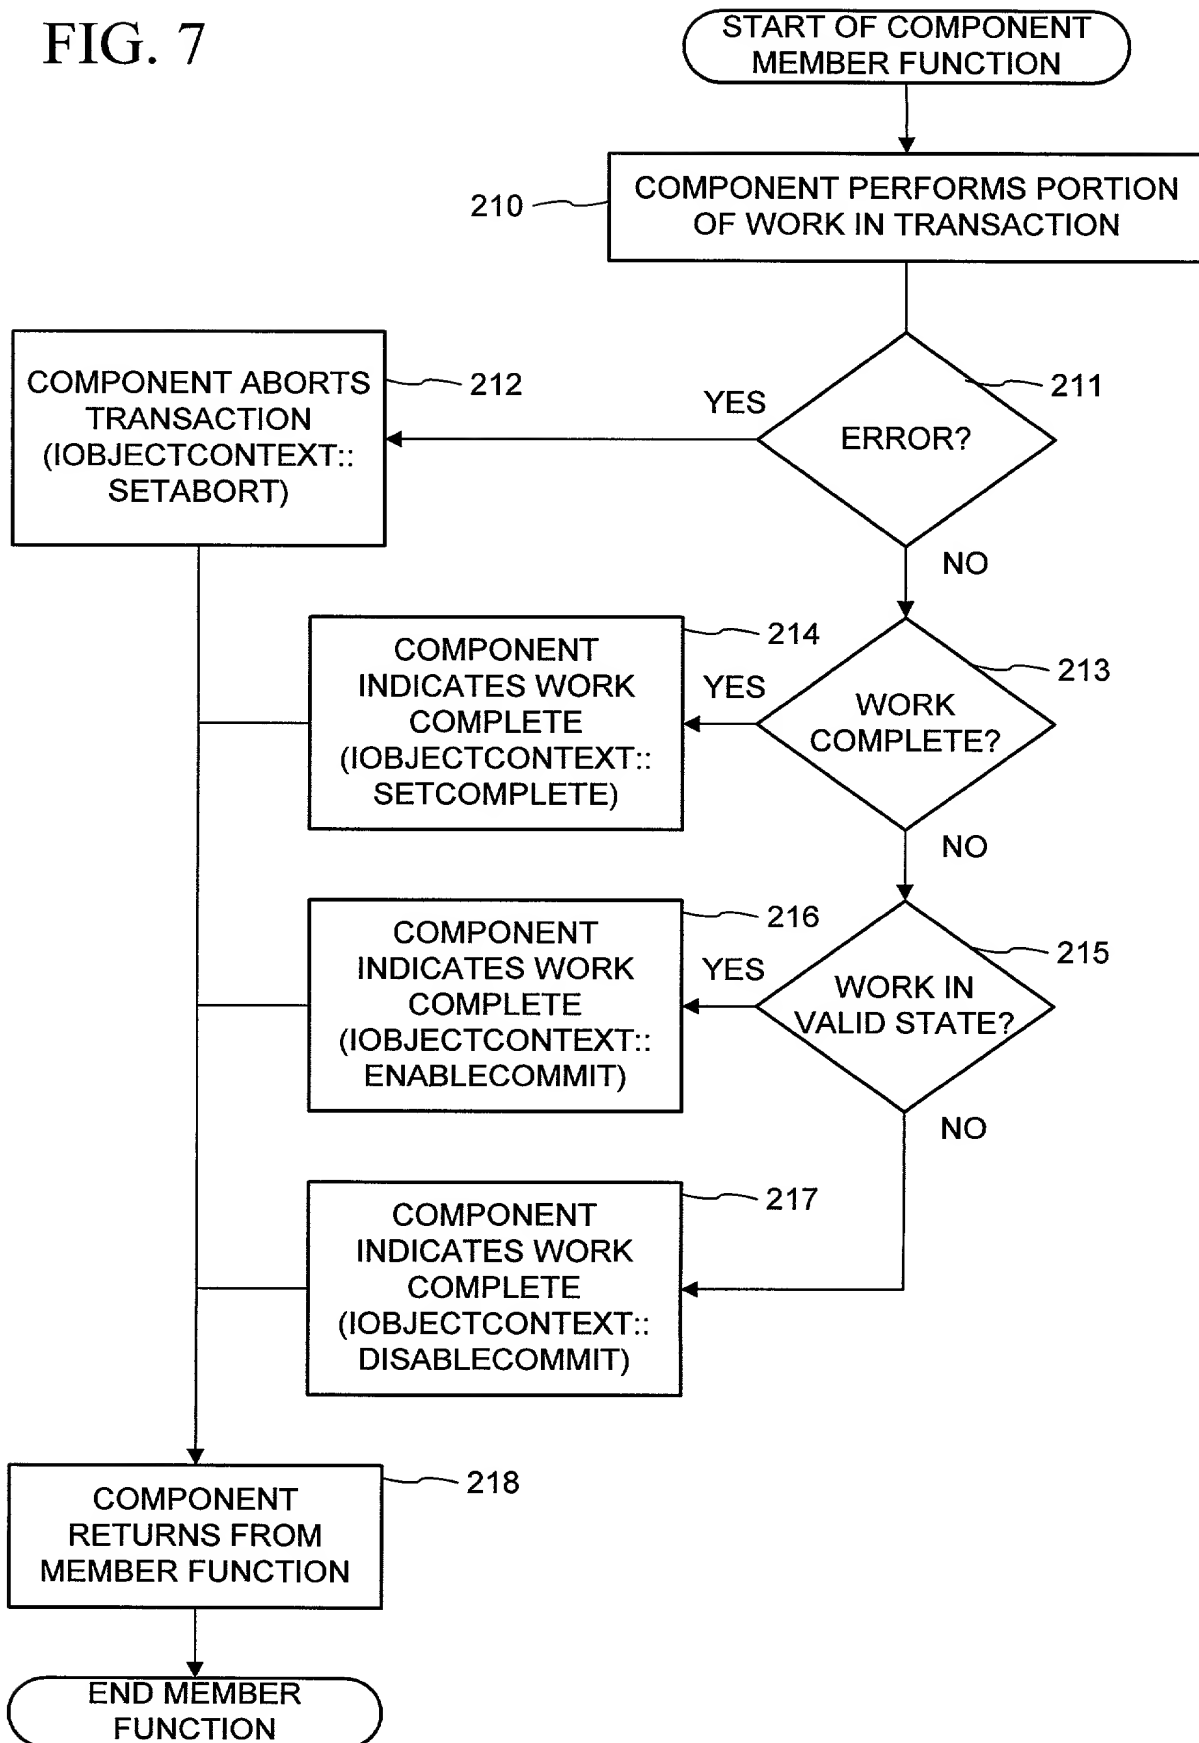 FIG. 7
START OF COMPONENT
MEMBER FUNCTION
210
COMPONENT PERFORMS PORTION
OF WORK IN TRANSACTION
COMPONENT ABORTS
TRANSACTION
(IOBJECTCONTEXT::
SETABORT)
212
YES
211
ERROR?
NO
COMPONENT
INDICATES WORK
COMPLETE
(IOBJECTCONTEXT::
SETCOMPLETE)
214
YES
213
WORK
COMPLETE?
NO
COMPONENT
INDICATES WORK
COMPLETE
(IOBJECTCONTEXT::
ENABLECOMMIT)
216
YES
215
WORK IN
VALID STATE?
NO
COMPONENT
INDICATES WORK
COMPLETE
(IOBJECTCONTEXT::
DISABLECOMMIT)
217
COMPONENT
RETURNS FROM
MEMBER FUNCTION
218
END MEMBER
FUNCTION